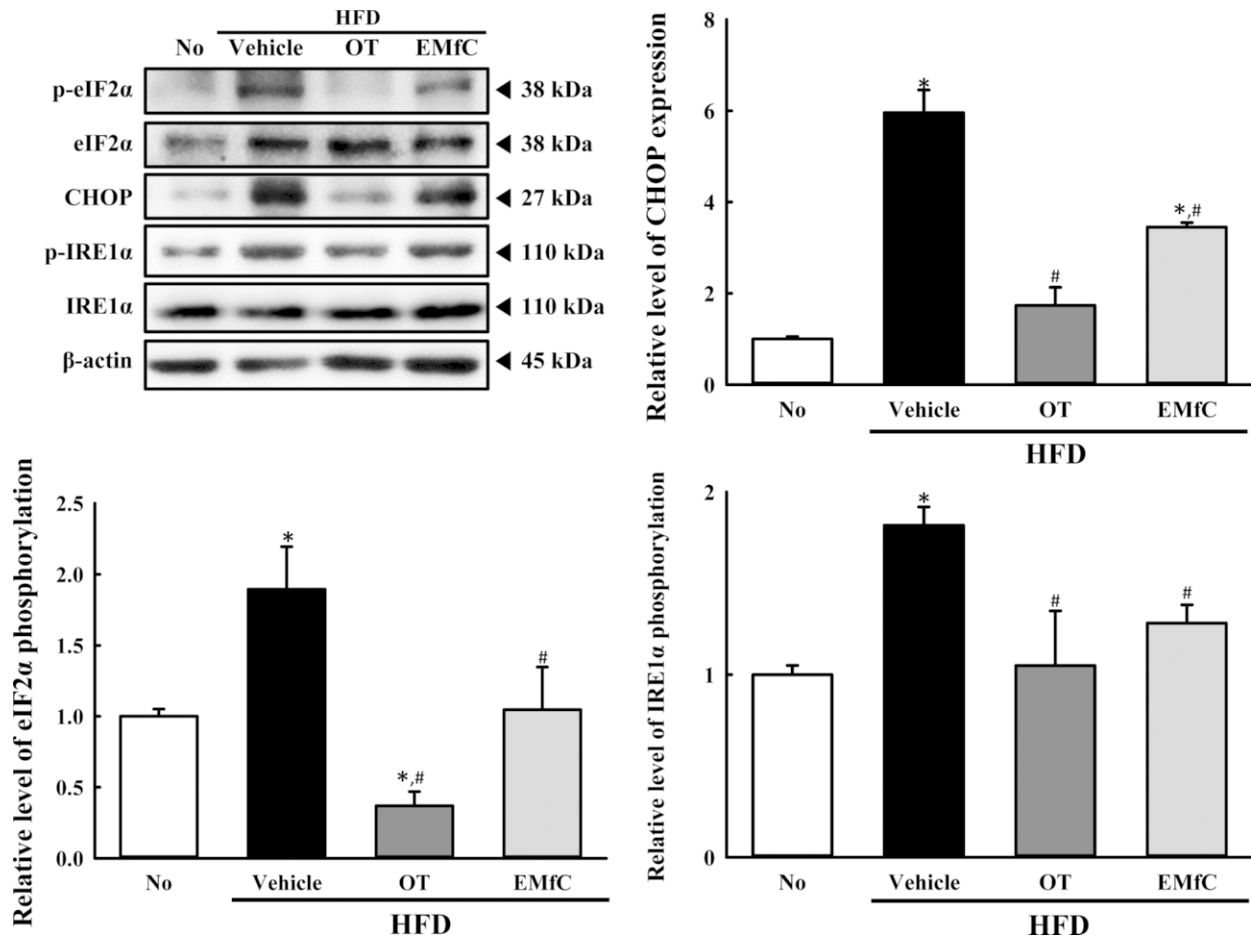 HFD
No Vehicle OT EMfC
p-eIF2α ◄ 38 kDa
eIF2α ◄ 38 kDa
CHOP ◄ 27 kDa
p-IRE1α ◄ 110 kDa
IRE1α ◄ 110 kDa
β-actin ◄ 45 kDa
Relative level of CHOP expression
8
6
4
2
0
*
#
*,#
No Vehicle OT EMfC
HFD
Relative level of eIF2α phosphorylation
2.5
2.0
1.5
1.0
0.5
0.0
*
*,#
#
No Vehicle OT EMfC
HFD
Relative level of IRE1α phosphorylation
2
1
0
*
#
#
No Vehicle OT EMfC
HFD